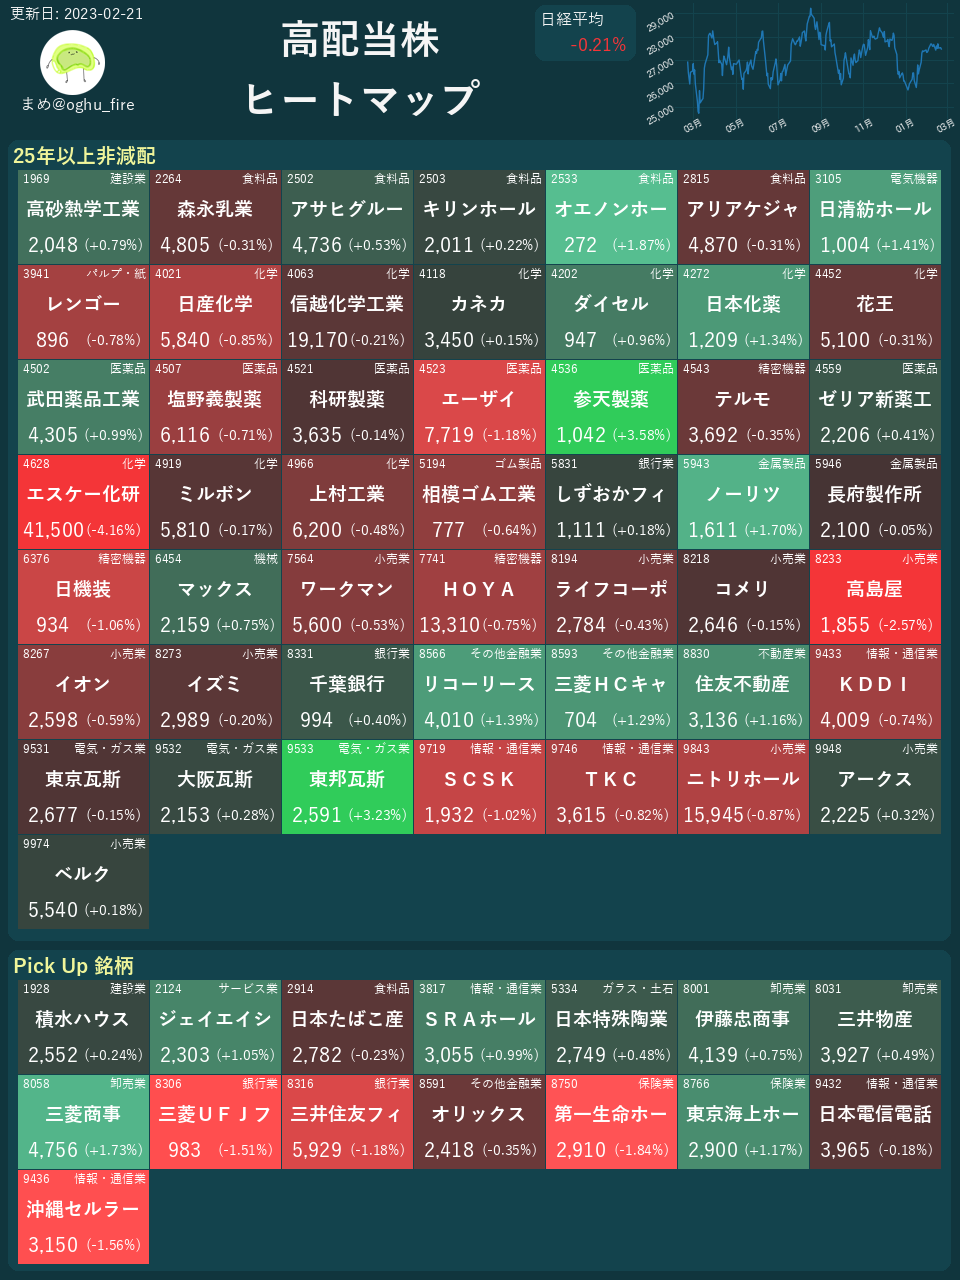 更新日: 2023-02-21
まめ@oghu_fire
高配当株
ヒートマップ
日経平均
-0.21%
29,000
28,000
27,000
26,000
25,000
03月 05月 07月 09月 11月 01月 03月
25年以上非減配
1969 建設業 2264 食料品 2502 食料品 2503 食料品 2533 食料品 2815 食料品 3105 電気機器
高砂熱学工業 森永乳業 アサヒグルー キリンホール オエノンホー アリアケジャ 日清紡ホール
2,048 (+0.79%) 4,805 (-0.31%) 4,736 (+0.53%) 2,011 (+0.22%) 272 (+1.87%) 4,870 (-0.31%) 1,004 (+1.41%)
3941 パルプ・紙 4021 化学 4063 化学 4118 化学 4202 化学 4272 化学 4452 化学
レンゴー 日産化学 信越化学工業 カネカ ダイセル 日本化薬 花王
896 (-0.78%) 5,840 (-0.85%) 19,170 (-0.21%) 3,450 (+0.15%) 947 (+0.96%) 1,209 (+1.34%) 5,100 (-0.31%)
4502 医薬品 4507 医薬品 4521 医薬品 4523 医薬品 4536 医薬品 4543 精密機器 4559 医薬品
武田薬品工業 塩野義製薬 科研製薬 エーザイ 参天製薬 テルモ ゼリア新薬工
4,305 (+0.99%) 6,116 (-0.71%) 3,635 (-0.14%) 7,719 (-1.18%) 1,042 (+3.58%) 3,692 (-0.35%) 2,206 (+0.41%)
4628 化学 4919 化学 4966 化学 5194 ゴム製品 5831 銀行業 5943 金属製品 5946 金属製品
エスケー化研 ミルボン 上村工業 相模ゴム工業 しずおかフィ ノーリツ 長府製作所
41,500 (-4.16%) 5,810 (-0.17%) 6,200 (-0.48%) 777 (-0.64%) 1,111 (+0.18%) 1,611 (+1.70%) 2,100 (-0.05%)
6376 精密機器 6454 機械 7564 小売業 7741 精密機器 8194 小売業 8218 小売業 8233 小売業
日機装 マックス ワークマン ＨＯＹＡ ライフコーポ コメリ 高島屋
934 (-1.06%) 2,159 (+0.75%) 5,600 (-0.53%) 13,310 (-0.75%) 2,784 (-0.43%) 2,646 (-0.15%) 1,855 (-2.57%)
8267 小売業 8273 小売業 8331 銀行業 8566 その他金融業 8593 その他金融業 8830 不動産業 9433 情報・通信業
イオン イズミ 千葉銀行 リコーリース 三菱ＨＣキャ 住友不動産 ＫＤＤＩ
2,598 (-0.59%) 2,989 (-0.20%) 994 (+0.40%) 4,010 (+1.39%) 704 (+1.29%) 3,136 (+1.16%) 4,009 (-0.74%)
9531 電気・ガス業 9532 電気・ガス業 9533 電気・ガス業 9719 情報・通信業 9746 情報・通信業 9843 小売業 9948 小売業
東京瓦斯 大阪瓦斯 東邦瓦斯 ＳＣＳＫ ＴＫＣ ニトリホール アークス
2,677 (-0.15%) 2,153 (+0.28%) 2,591 (+3.23%) 1,932 (-1.02%) 3,615 (-0.82%) 15,945 (-0.87%) 2,225 (+0.32%)
9974 小売業
ベルク
5,540 (+0.18%)
Pick Up 銘柄
1928 建設業 2124 サービス業 2914 食料品 3817 情報・通信業 5334 ガラス・土石 8001 卸売業 8031 卸売業
積水ハウス ジェイエイシ 日本たばこ産 ＳＲＡホール 日本特殊陶業 伊藤忠商事 三井物産
2,552 (+0.24%) 2,303 (+1.05%) 2,782 (-0.23%) 3,055 (+0.99%) 2,749 (+0.48%) 4,139 (+0.75%) 3,927 (+0.49%)
8058 卸売業 8306 銀行業 8316 銀行業 8591 その他金融業 8750 保険業 8766 保険業 9432 情報・通信業
三菱商事 三菱ＵＦＪフ 三井住友フィ オリックス 第一生命ホー 東京海上ホー 日本電信電話
4,756 (+1.73%) 983 (-1.51%) 5,929 (-1.18%) 2,418 (-0.35%) 2,910 (-1.84%) 2,900 (+1.17%) 3,965 (-0.18%)
9436 情報・通信業
沖縄セルラー
3,150 (-1.56%)